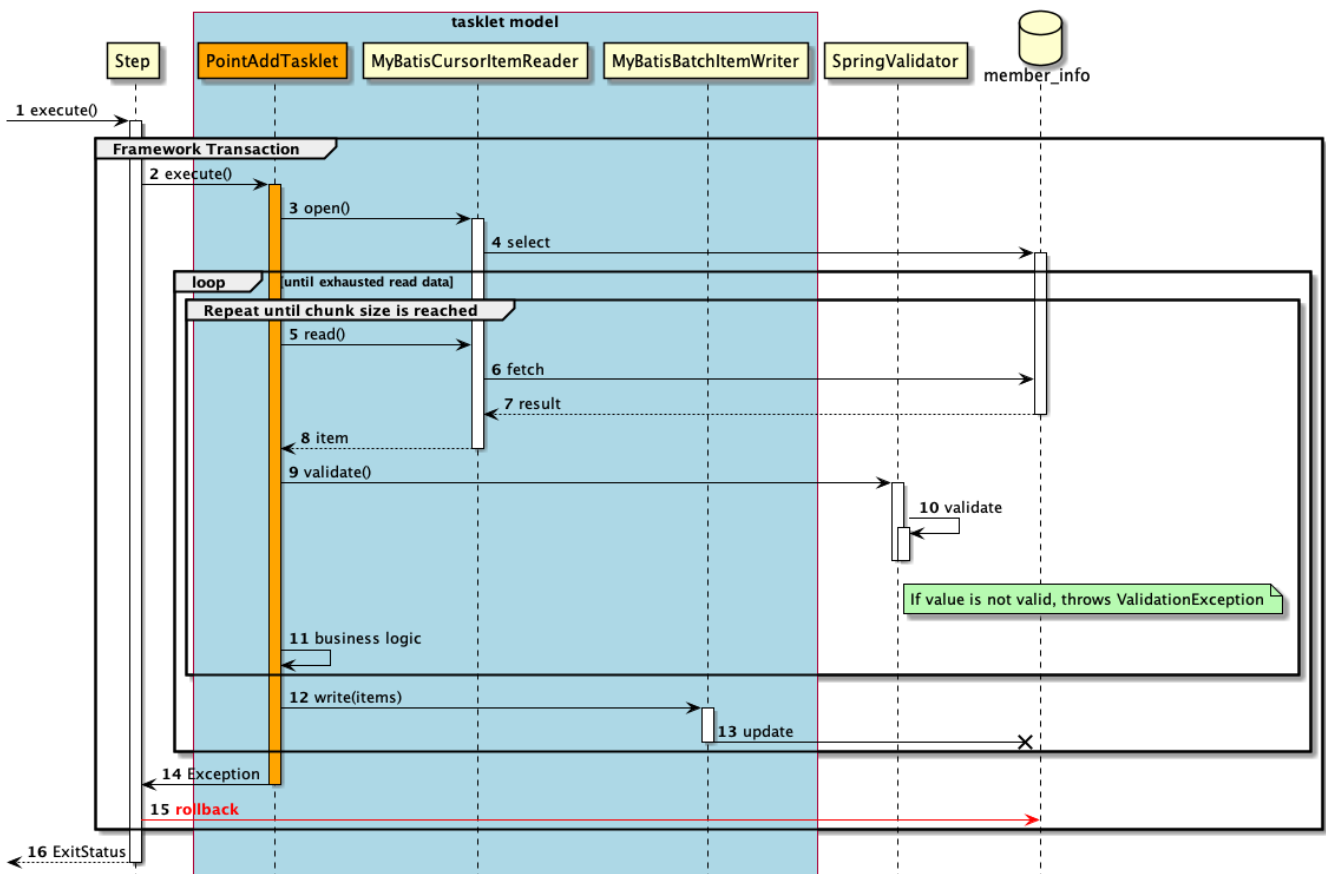 tasklet model
Step
PointAddTasklet
MyBatisCursorItemReader
MyBatisBatchItemWriter
SpringValidator
member_info
1 execute()
Framework Transaction
2 execute()
3 open()
4 select
loop
[until exhausted read data]
Repeat until chunk size is reached
5 read()
6 fetch
7 result
8 item
9 validate()
10 validate
If value is not valid, throws ValidationException
11 business logic
12 write(items)
13 update
14 Exception
15 rollback
16 ExitStatus